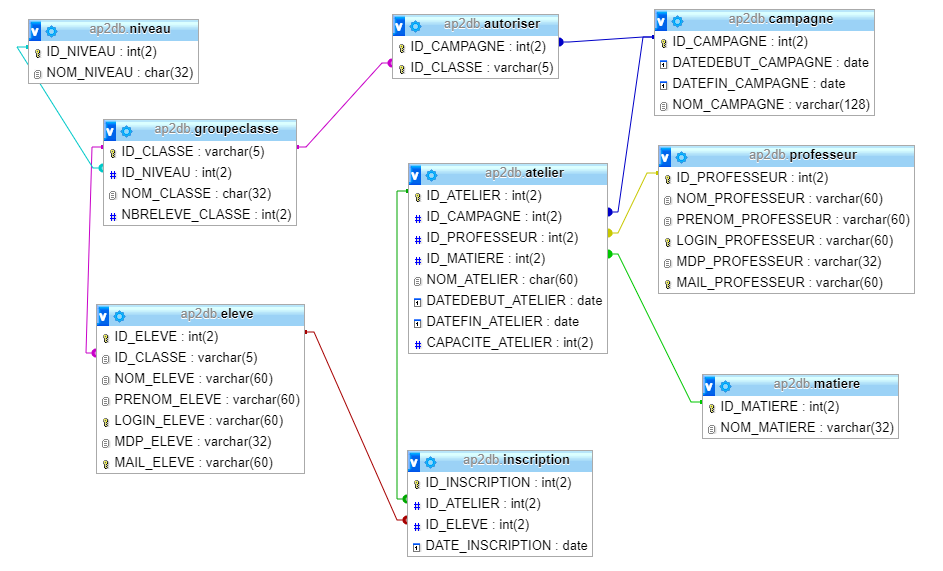 ap2db.niveau
ID_NIVEAU : int(2)
NOM_NIVEAU : char(32)
ap2db.autoriser
ID_CAMPAGNE : int(2)
ID_CLASSE : varchar(5)
ap2db.campagne
ID_CAMPAGNE : int(2)
DATEDEBUT_CAMPAGNE : date
DATEFIN_CAMPAGNE : date
NOM_CAMPAGNE : varchar(128)
ap2db.groupeclasse
ID_CLASSE : varchar(5)
ID_NIVEAU : int(2)
NOM_CLASSE : char(32)
NBRELEVE_CLASSE : int(2)
ap2db.atelier
ID_ATELIER : int(2)
ID_CAMPAGNE : int(2)
ID_PROFESSEUR : int(2)
ID_MATIERE : int(2)
NOM_ATELIER : char(60)
DATEDEBUT_ATELIER : date
DATEFIN_ATELIER : date
CAPACITE_ATELIER : int(2)
ap2db.professeur
ID_PROFESSEUR : int(2)
NOM_PROFESSEUR : varchar(60)
PRENOM_PROFESSEUR : varchar(60)
LOGIN_PROFESSEUR : varchar(60)
MDP_PROFESSEUR : varchar(32)
MAIL_PROFESSEUR : varchar(60)
ap2db.eleve
ID_ELEVE : int(2)
ID_CLASSE : varchar(5)
NOM_ELEVE : varchar(60)
PRENOM_ELEVE : varchar(60)
LOGIN_ELEVE : varchar(60)
MDP_ELEVE : varchar(32)
MAIL_ELEVE : varchar(60)
ap2db.matiere
ID_MATIERE : int(2)
NOM_MATIERE : varchar(32)
ap2db.inscription
ID_INSCRIPTION : int(2)
ID_ATELIER : int(2)
ID_ELEVE : int(2)
DATE_INSCRIPTION : date